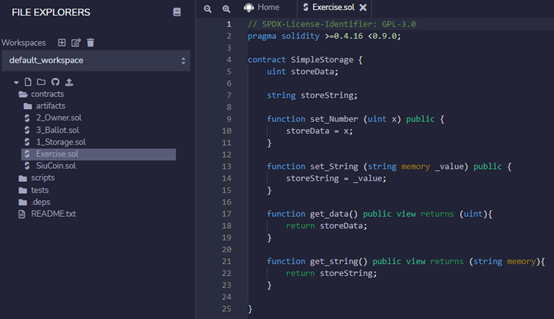 FILE EXPLORERS
Workspaces
default_workspace
contracts
artifacts
2_Owner.sol
3_Ballot.sol
1_Storage.sol
Exercise.sol
SiuCoin.sol
scripts
tests
.deps
README.txt
Home
Exercise.sol
1 // SPDX-License-Identifier: GPL-3.0
2 pragma solidity >=0.4.16 <0.9.0;
3
4 contract SimpleStorage {
5 uint storeData;
6
7 string storeString;
8
9 function set_Number (uint x) public {
10 storeData = x;
11 }
12
13 function set_String (string memory _value) public {
14 storeString = _value;
15 }
16
17 function get_data() public view returns (uint){
18 return storeData;
19 }
20
21 function get_string() public view returns (string memory){
22 return storeString;
23 }
24
25 }